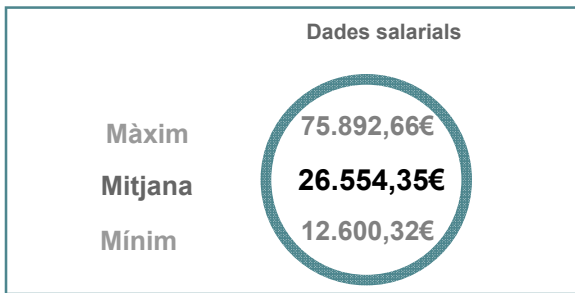 Dades salarials
Màxim 75.892,66€
Mitjana 26.554,35€
Mínim 12.600,32€